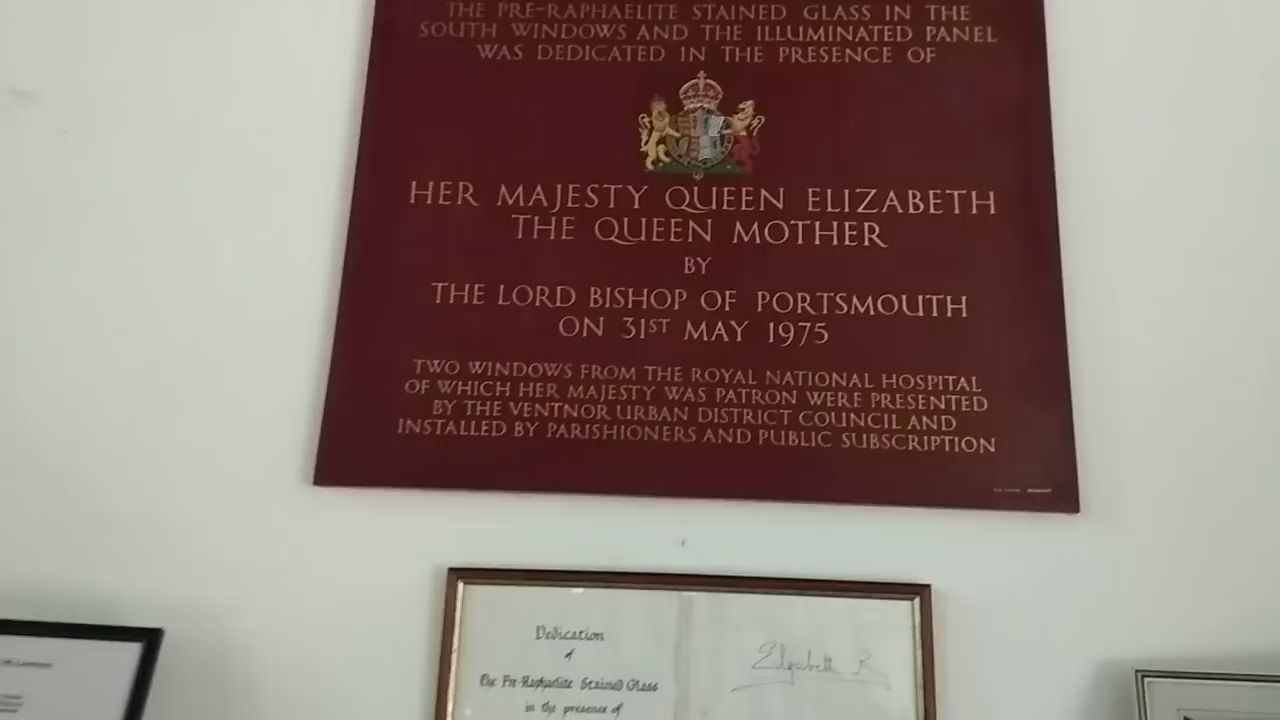 THE PRE-RAPHAELITE STAINED GLASS IN THE
SOUTH WINDOWS AND THE ILLUMINATED PANEL
WAS DEDICATED IN THE PRESENCE OF
HER MAJESTY QUEEN ELIZABETH
THE QUEEN MOTHER
BY
THE LORD BISHOP OF PORTSMOUTH
ON 31ST MAY 1975
TWO WINDOWS FROM THE ROYAL NATIONAL HOSPITAL
OF WHICH HER MAJESTY WAS PATRON WERE PRESENTED
BY THE VENTNOR URBAN DISTRICT COUNCIL AND
INSTALLED BY PARISHIONERS AND PUBLIC SUBSCRIPTION
Dedication
of
The Pre-Raphaelite Stained Glass
in the presence of
Elizabeth R